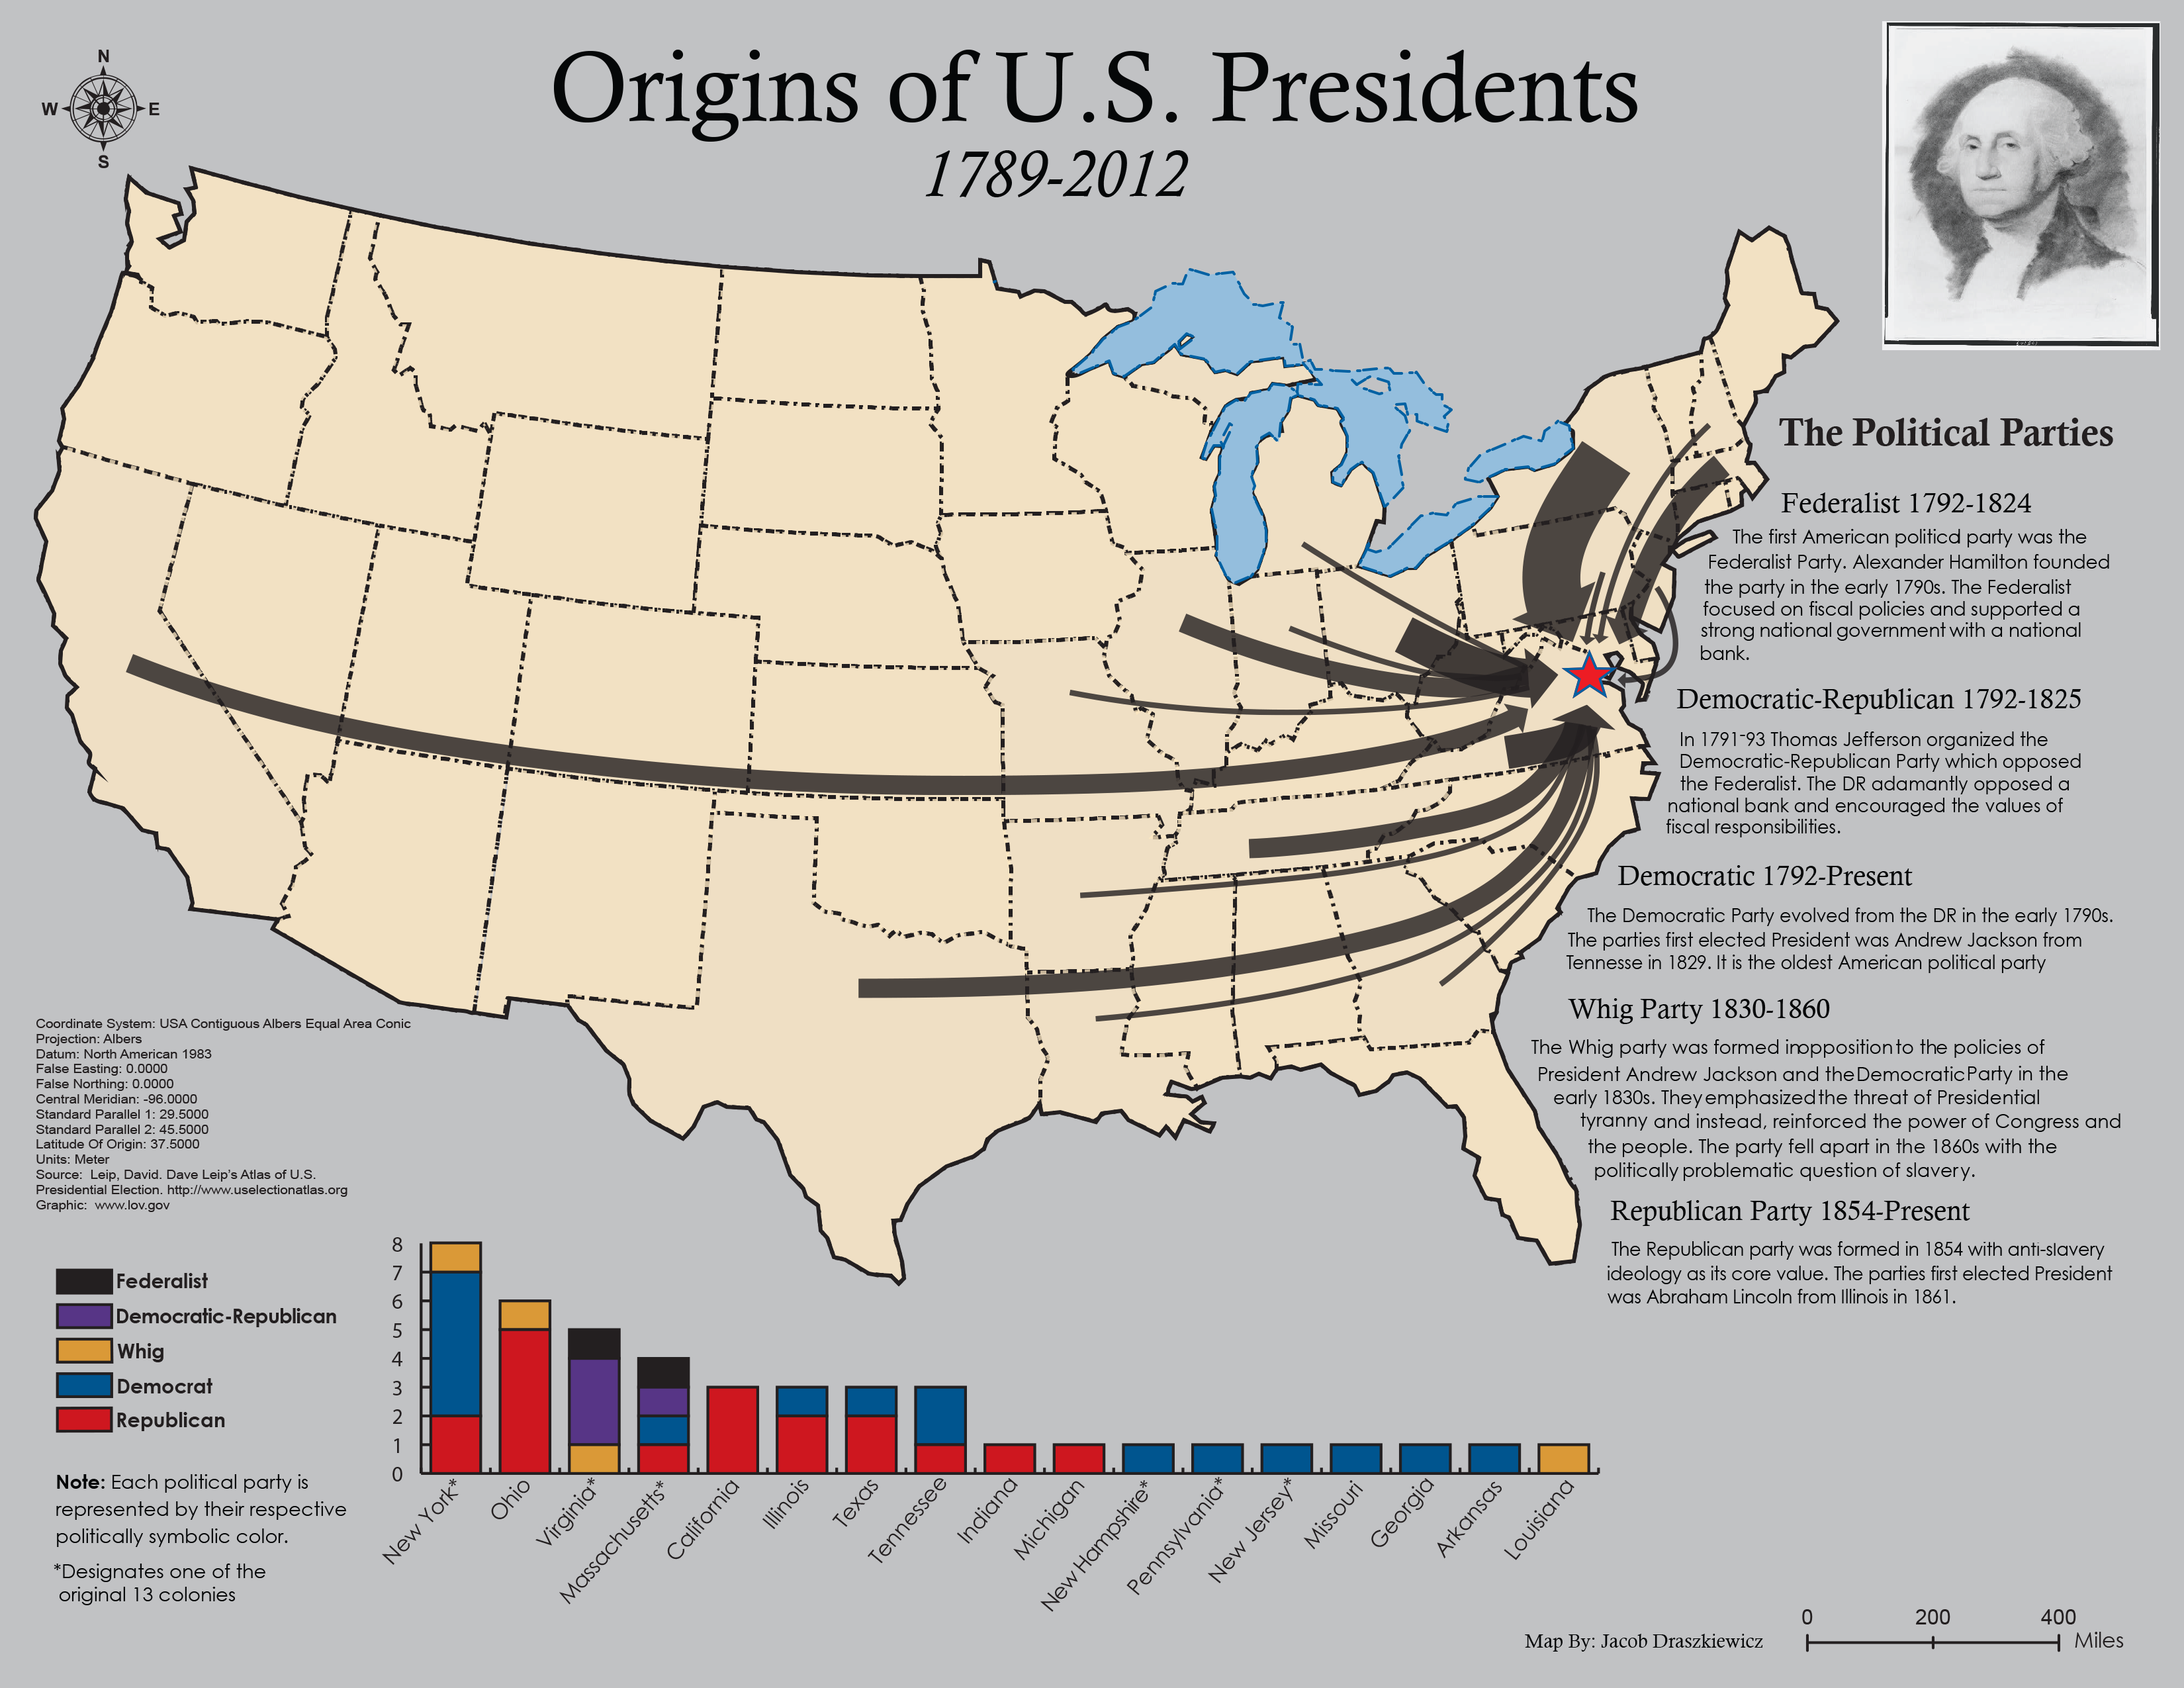 Origins of U.S. Presidents
1789-2012
N
W E
S
The Political Parties
Federalist 1792-1824
The first American political party was the
Federalist Party. Alexander Hamilton founded
the party in the early 1790s. The Federalist
focused on fiscal policies and supported a
strong national government with a national
bank.
Democratic-Republican 1792-1825
In 1791-93 Thomas Jefferson organized the
Democratic-Republican Party which opposed
the Federalist. The DR adamantly opposed a
national bank and encouraged the values of
fiscal responsibilities.
Democratic 1792-Present
The Democratic Party evolved from the DR in the early 1790s.
The parties first elected President was Andrew Jackson from
Tennesse in 1829. It is the oldest American political party
Whig Party 1830-1860
The Whig party was formed in opposition to the policies of
President Andrew Jackson and the Democratic Party in the
early 1830s. They emphasized the threat of Presidential
tyranny and instead, reinforced the power of Congress and
the people. The party fell apart in the 1860s with the
politically problematic question of slavery.
Republican Party 1854-Present
The Republican party was formed in 1854 with anti-slavery
ideology as its core value. The parties first elected President
was Abraham Lincoln from Illinois in 1861.
Coordinate System: USA Contiguous Albers Equal Area Conic
Projection: Albers
Datum: North American 1983
False Easting: 0.0000
False Northing: 0.0000
Central Meridian: -96.0000
Standard Parallel 1: 29.5000
Standard Parallel 2: 45.5000
Latitude Of Origin: 37.5000
Units: Meter
Source: Leip, David. Dave Leip's Atlas of U.S.
Presidential Election. http://www.uselectionatlas.org
Graphic: www.lov.gov
Federalist
Democratic-Republican
Whig
Democrat
Republican
Note: Each political party is
represented by their respective
politically symbolic color.
*Designates one of the
original 13 colonies
8
7
6
5
4
3
2
1
0
New York*
Ohio
Virginia*
Massachusetts*
California
Illinois
Texas
Tennessee
Indiana
Michigan
New Hampshire*
Pennsylvania*
New Jersey*
Missouri
Georgia
Arkansas
Louisiana
Map By: Jacob Draszkiewicz
0 200 400
Miles